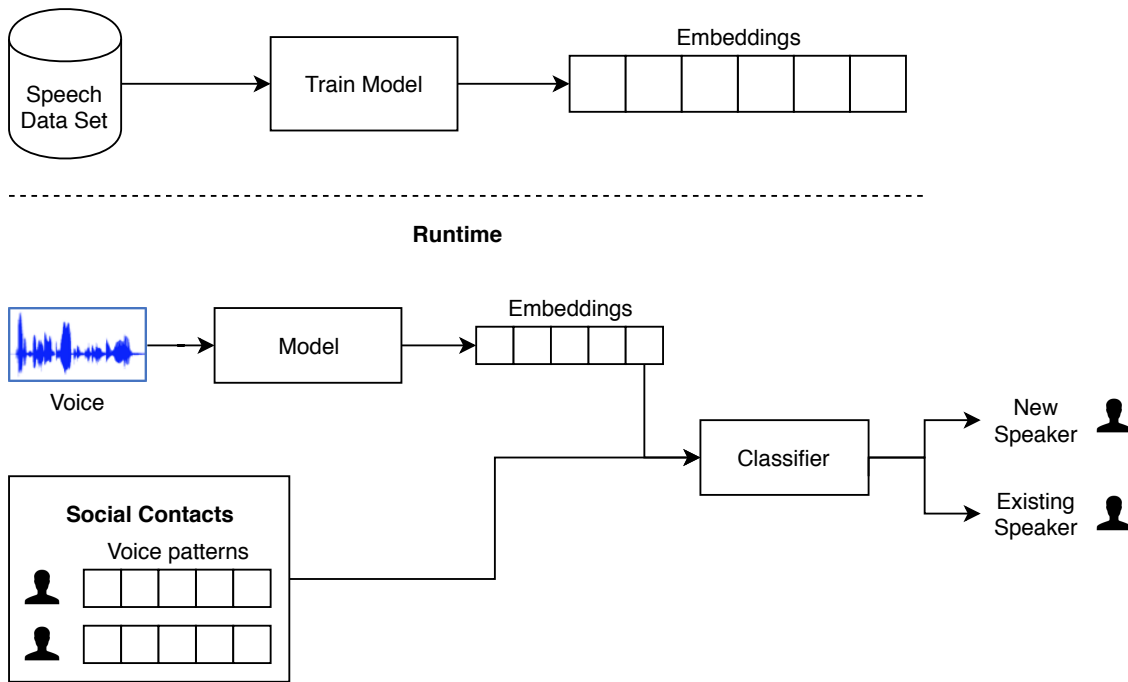 Embeddings
Speech
Data Set
Train Model
Runtime
Embeddings
Model
Voice
New
Speaker
Classifier
Existing
Speaker
Social Contacts
Voice patterns